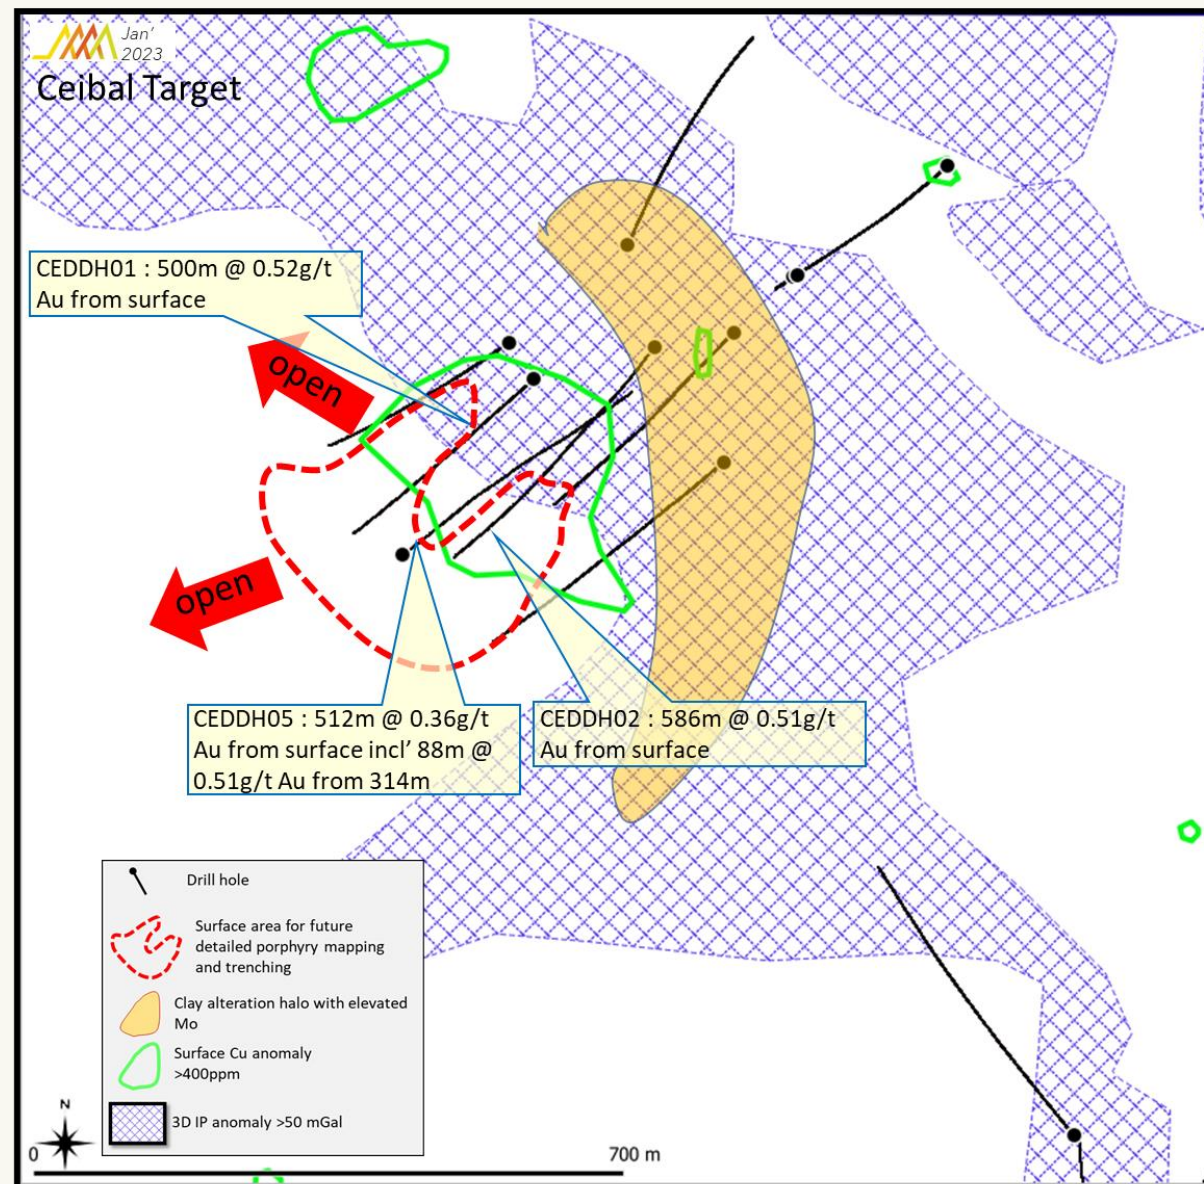 Jan'
2023
Ceibal Target
CEDDH01 : 500m @ 0.52g/t
Au from surface
open
open
CEDDH05 : 512m @ 0.36g/t
Au from surface incl’ 88m @
0.51g/t Au from 314m
CEDDH02 : 586m @ 0.51g/t
Au from surface
Drill hole
Surface area for future
detailed porphyry mapping
and trenching
Clay alteration halo with elevated
Mo
Surface Cu anomaly
>400ppm
3D IP anomaly >50 mGal
N
0
700 m